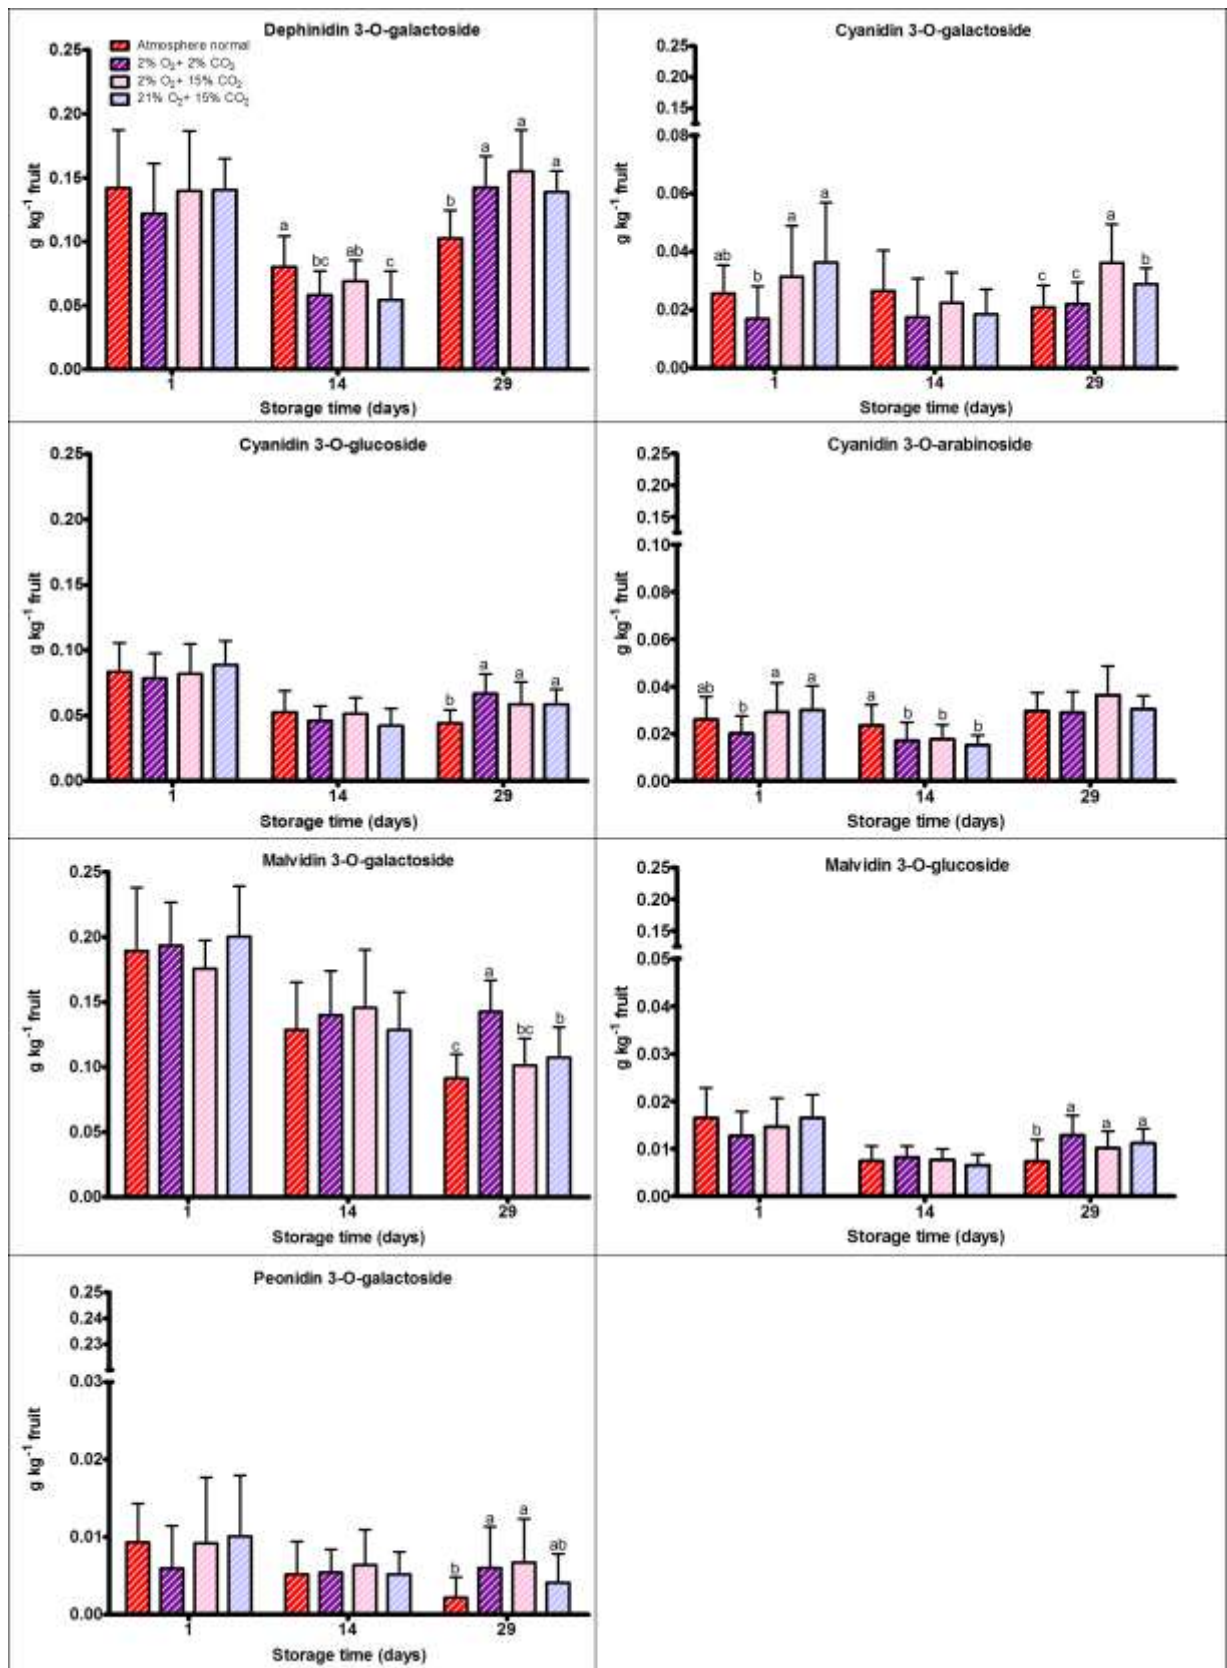 Dephinidin 3-O-galactoside
Atmosphere normal
2% O₂+ 2% CO₂
2% O₂+ 15% CO₂
21% O₂+ 15% CO₂
g kg⁻¹ fruit
0.25
0.20
0.15
0.10
0.05
0.00
a
a
a
b
a
bc
ab
c
1
14
29
Storage time (days)
Cyanidin 3-O-galactoside
g kg⁻¹ fruit
0.25
0.20
0.15
0.08
0.06
0.04
0.02
0.00
ab
b
a
a
c
c
a
b
1
14
29
Storage time (days)
Cyanidin 3-O-glucoside
g kg⁻¹ fruit
0.25
0.20
0.15
0.10
0.05
0.00
b
a
a
a
1
14
29
Storage time (days)
Cyanidin 3-O-arabinoside
g kg⁻¹ fruit
0.25
0.20
0.15
0.10
0.08
0.06
0.04
0.02
0.00
ab
b
a
a
a
b
b
b
1
14
29
Storage time (days)
Malvidin 3-O-galactoside
g kg⁻¹ fruit
0.25
0.20
0.15
0.10
0.05
0.00
c
a
bc
b
1
14
29
Storage time (days)
Malvidin 3-O-glucoside
g kg⁻¹ fruit
0.25
0.20
0.15
0.05
0.04
0.03
0.02
0.01
0.00
b
a
a
a
1
14
29
Storage time (days)
Peonidin 3-O-galactoside
g kg⁻¹ fruit
0.25
0.24
0.23
0.03
0.02
0.01
0.00
b
a
a
ab
1
14
29
Storage time (days)